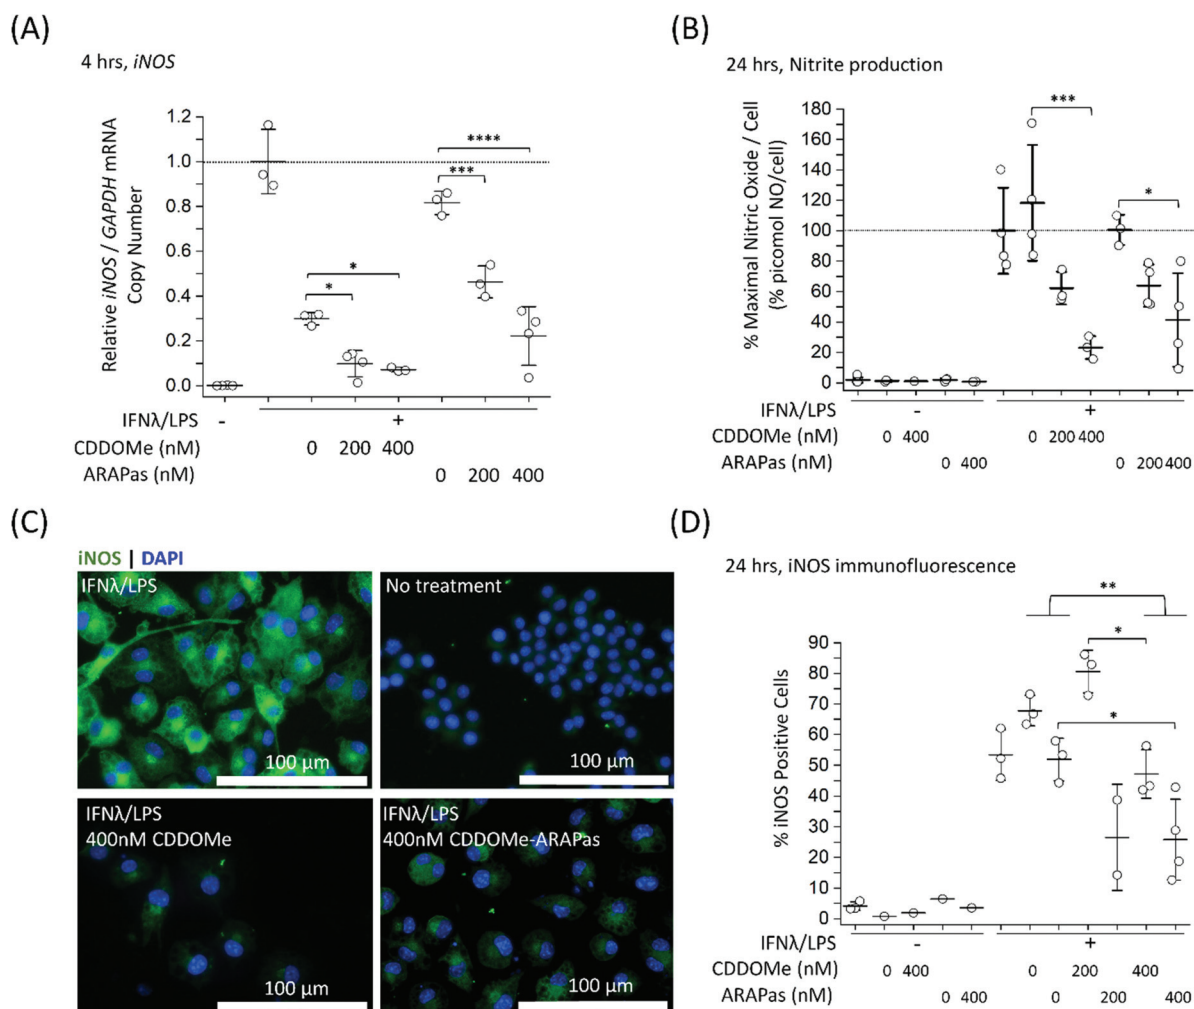 (A)
4 hrs, iNOS
Relative iNOS / GAPDH mRNA
Copy Number
1.2
1.0
0.8
0.6
0.4
0.2
0.0
*
*
***
****
IFNλ/LPS - +
CDDOMe (nM) 0 200 400
ARAPas (nM) 0 200 400
(B)
24 hrs, Nitrite production
% Maximal Nitric Oxide / Cell
(% picomol NO/cell)
180
160
140
120
100
80
60
40
20
0
***
*
IFNλ/LPS - +
CDDOMe (nM) 0 400 0 200 400
ARAPas (nM) 0 400 0 200 400
(C)
iNOS | DAPI
IFNλ/LPS
100 µm
No treatment
100 µm
IFNλ/LPS
400nM CDDOMe
100 µm
IFNλ/LPS
400nM CDDOMe-ARAPas
100 µm
(D)
24 hrs, iNOS immunofluorescence
% iNOS Positive Cells
90
80
70
60
50
40
30
20
10
0
**
*
*
IFNλ/LPS - +
CDDOMe (nM) 0 400 0 200 400
ARAPas (nM) 0 400 0 200 400